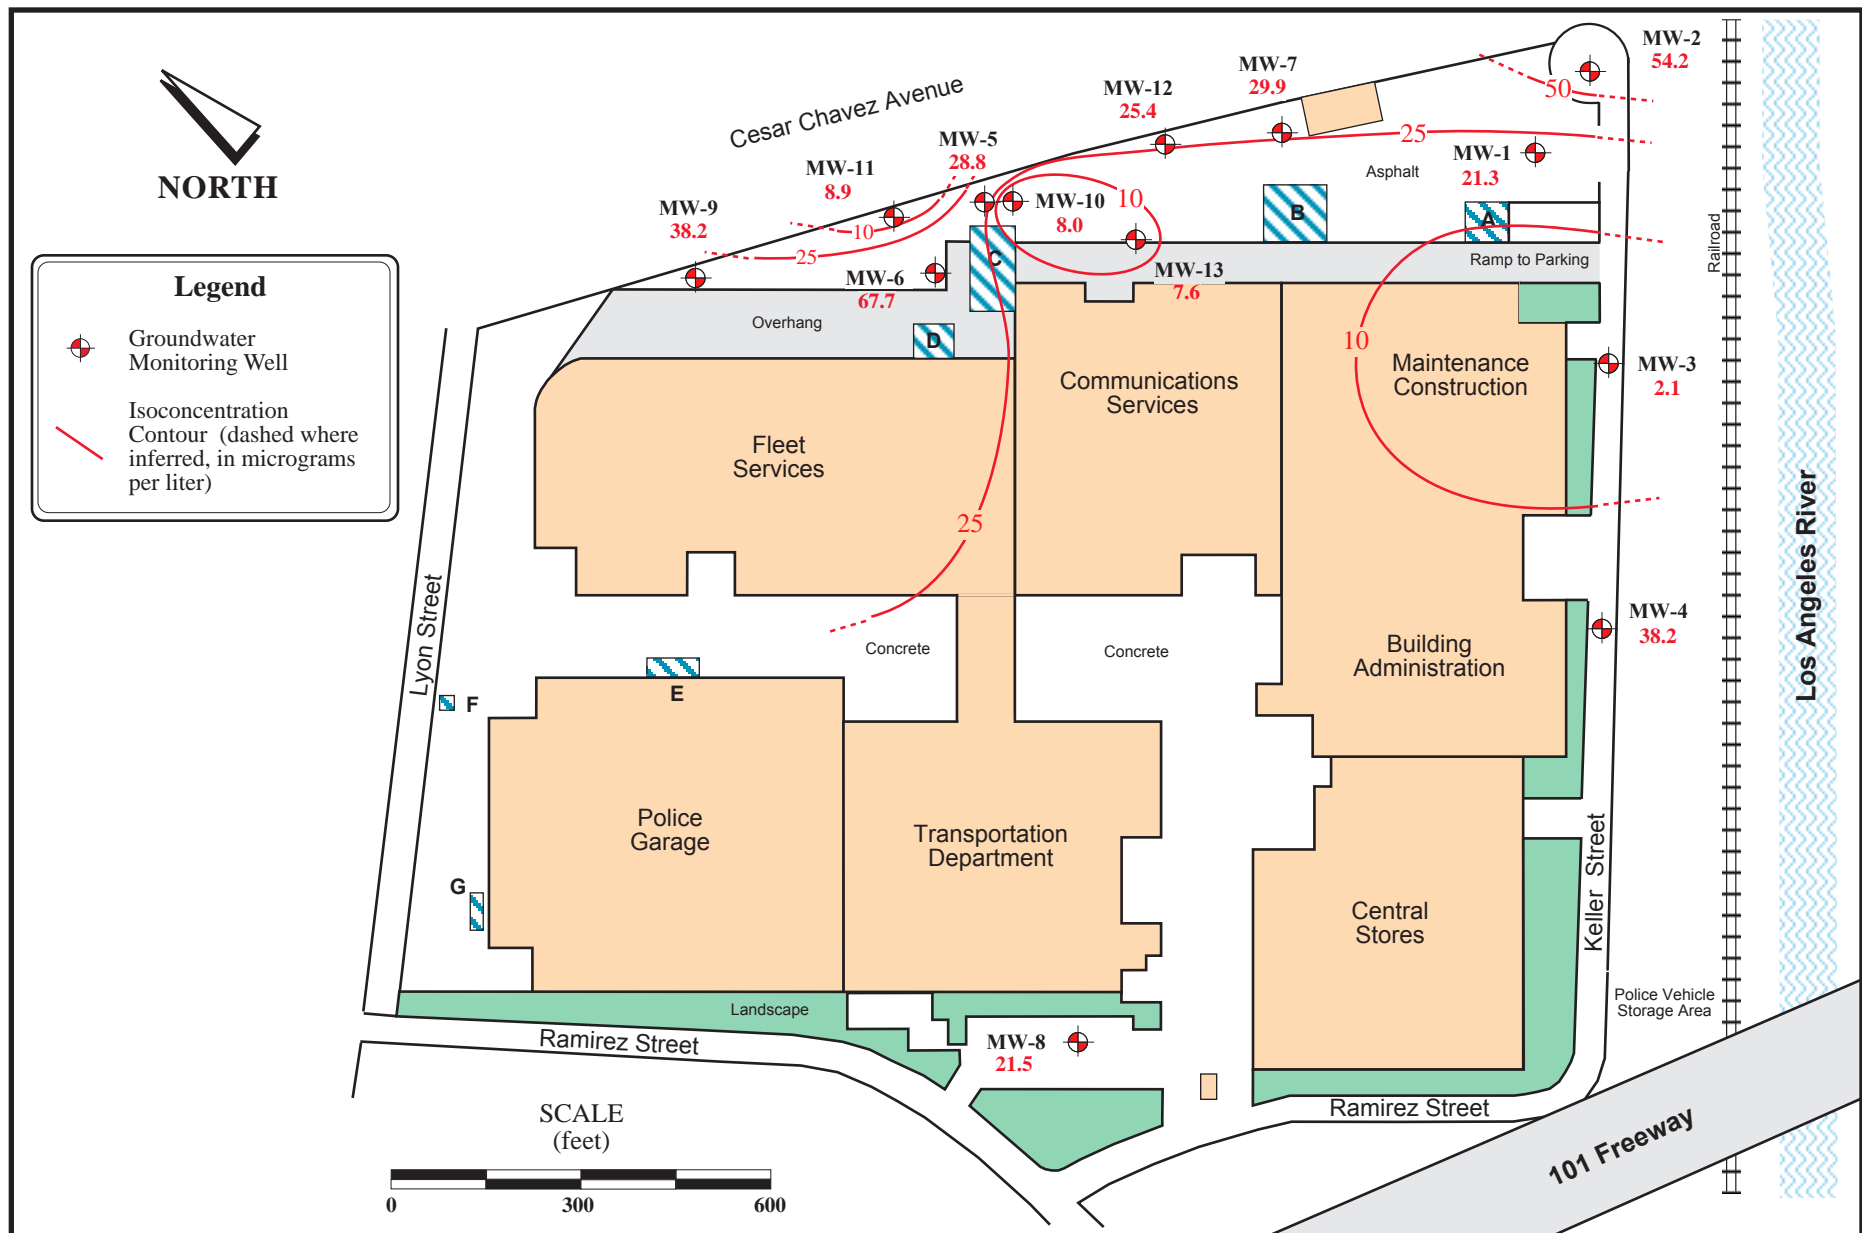 MW-2
54.2
50
MW-7
29.9
MW-12
25.4
Cesar Chavez Avenue
MW-5
28.8
25
MW-1
21.3
Asphalt
MW-11
8.9
NORTH
MW-9
38.2
10
25
MW-10
8.0
10
B
A
C
Railroad
Ramp to Parking
MW-6
67.7
MW-13
7.6
Legend
Groundwater
Monitoring Well
Isoconcentration
Contour (dashed where
inferred, in micrograms
per liter)
Overhang
D
10
Maintenance
Construction
MW-3
2.1
Communications
Services
Fleet
Services
25
Los Angeles River
Lyon Street
Concrete
Concrete
Building
Administration
MW-4
38.2
E
F
Police
Garage
Transportation
Department
G
Central
Stores
Keller Street
Police Vehicle
Storage Area
Landscape
Ramirez Street
MW-8
21.5
Ramirez Street
101 Freeway
SCALE
(feet)
0 300 600